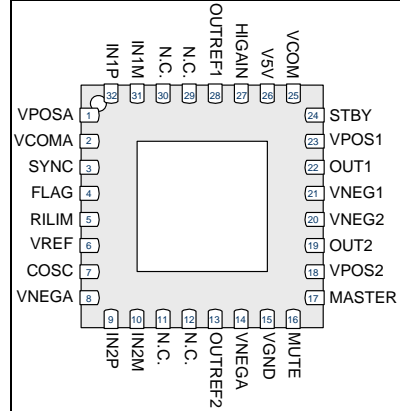 IN1P
IN1M
N.C.
N.C.
OUTREF1
HIGAIN
V5V
VCOM
32
31
30
29
28
27
26
25
VPOSA 1
VCOMA 2
SYNC 3
FLAG 4
RILIM 5
VREF 6
COSC 7
VNEGA 8
24 STBY
23 VPOS1
22 OUT1
21 VNEG1
20 VNEG2
19 OUT2
18 VPOS2
17 MASTER
9
10
11
12
13
14
15
16
IN2P
IN2M
N.C.
N.C.
OUTREF2
VNEGA
VGND
MUTE